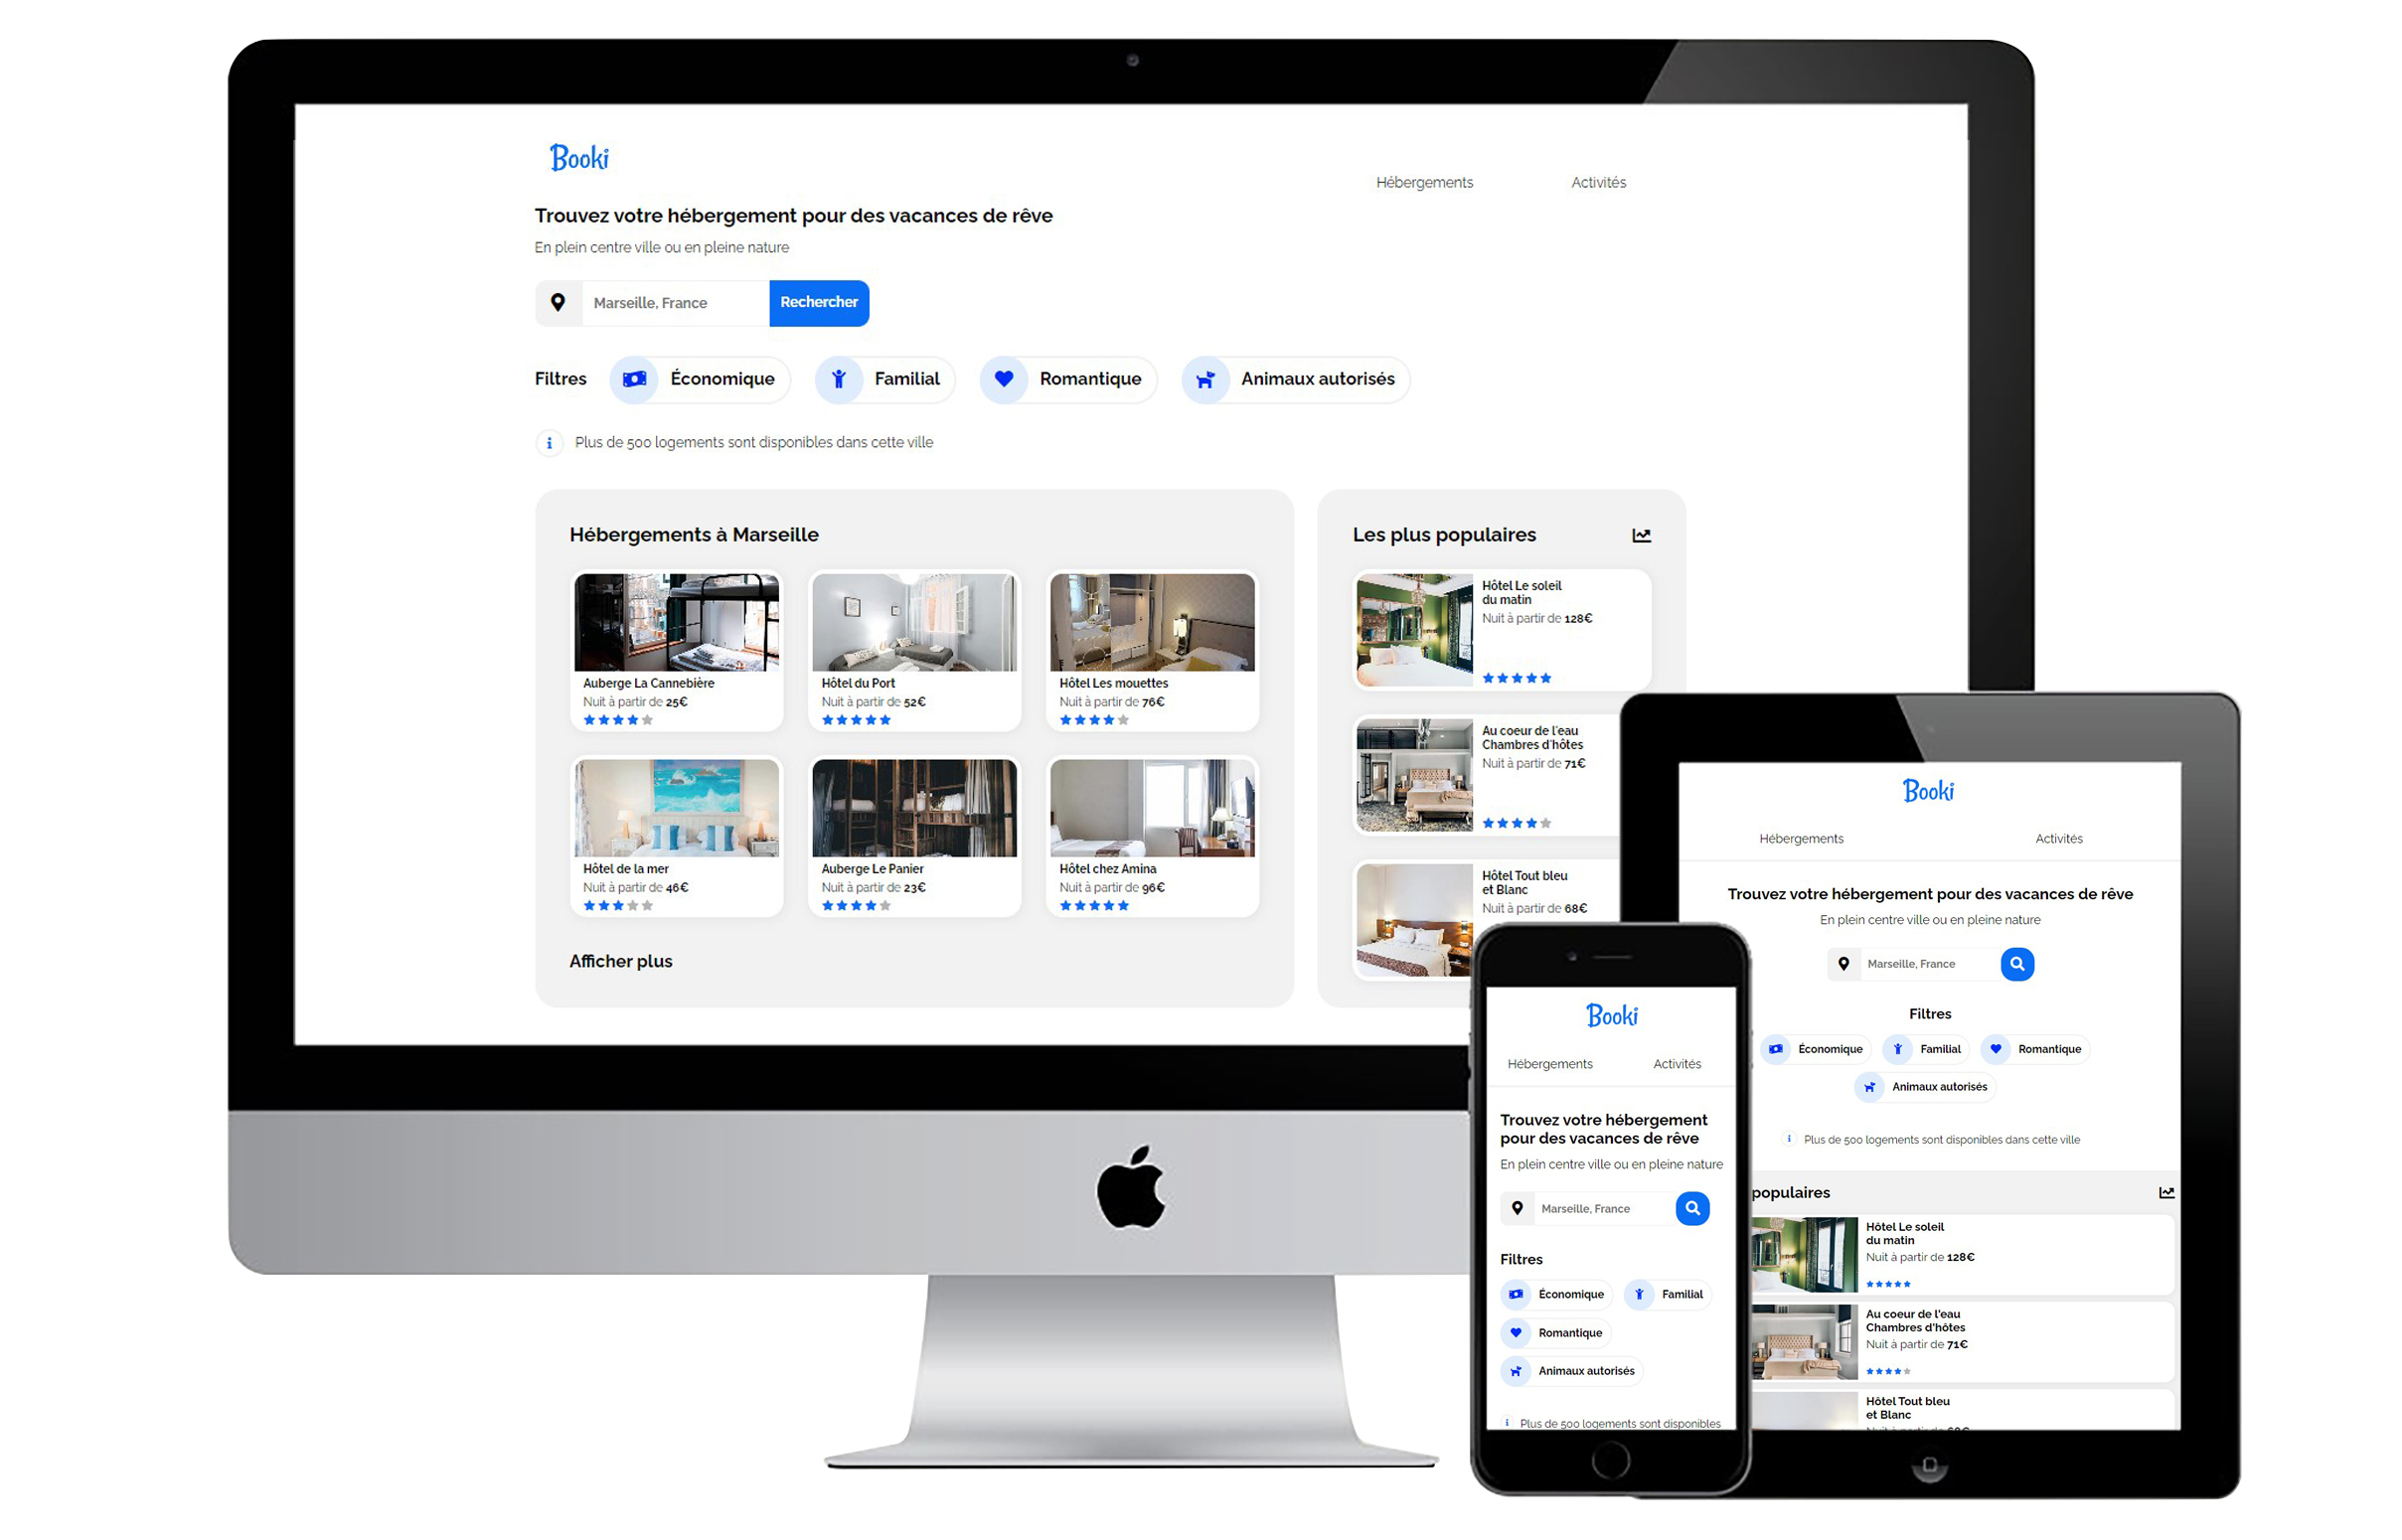 Booki
Hébergements
Activités
Trouvez votre hébergement pour des vacances de rêve
En plein centre ville ou en pleine nature
Marseille, France
Rechercher
Filtres
Économique
Familial
Romantique
Animaux autorisés
Plus de 500 logements sont disponibles dans cette ville
Hébergements à Marseille
Auberge La Cannebière
Nuit à partir de 25€
Hôtel du Port
Nuit à partir de 52€
Hôtel Les mouettes
Nuit à partir de 76€
Hôtel de la mer
Nuit à partir de 46€
Auberge Le Panier
Nuit à partir de 23€
Hôtel chez Amina
Nuit à partir de 96€
Afficher plus
Les plus populaires
Hôtel Le soleil
du matin
Nuit à partir de 128€
Au coeur de l'eau
Chambres d'hôtes
Nuit à partir de 71€
Hôtel Tout bleu
et Blanc
Nuit à partir de 68€
Booki
Hébergements
Activités
Trouvez votre hébergement
pour des vacances de rêve
En plein centre ville ou en pleine nature
Marseille, France
Filtres
Économique
Familial
Romantique
Animaux autorisés
Plus de 500 logements sont disponibles
Booki
Hébergements
Activités
Trouvez votre hébergement pour des vacances de rêve
En plein centre ville ou en pleine nature
Marseille, France
Filtres
Économique
Familial
Romantique
Animaux autorisés
Plus de 500 logements sont disponibles dans cette ville
populaires
Hôtel Le soleil
du matin
Nuit à partir de 128€
Au coeur de l'eau
Chambres d'hôtes
Nuit à partir de 71€
Hôtel Tout bleu
et Blanc